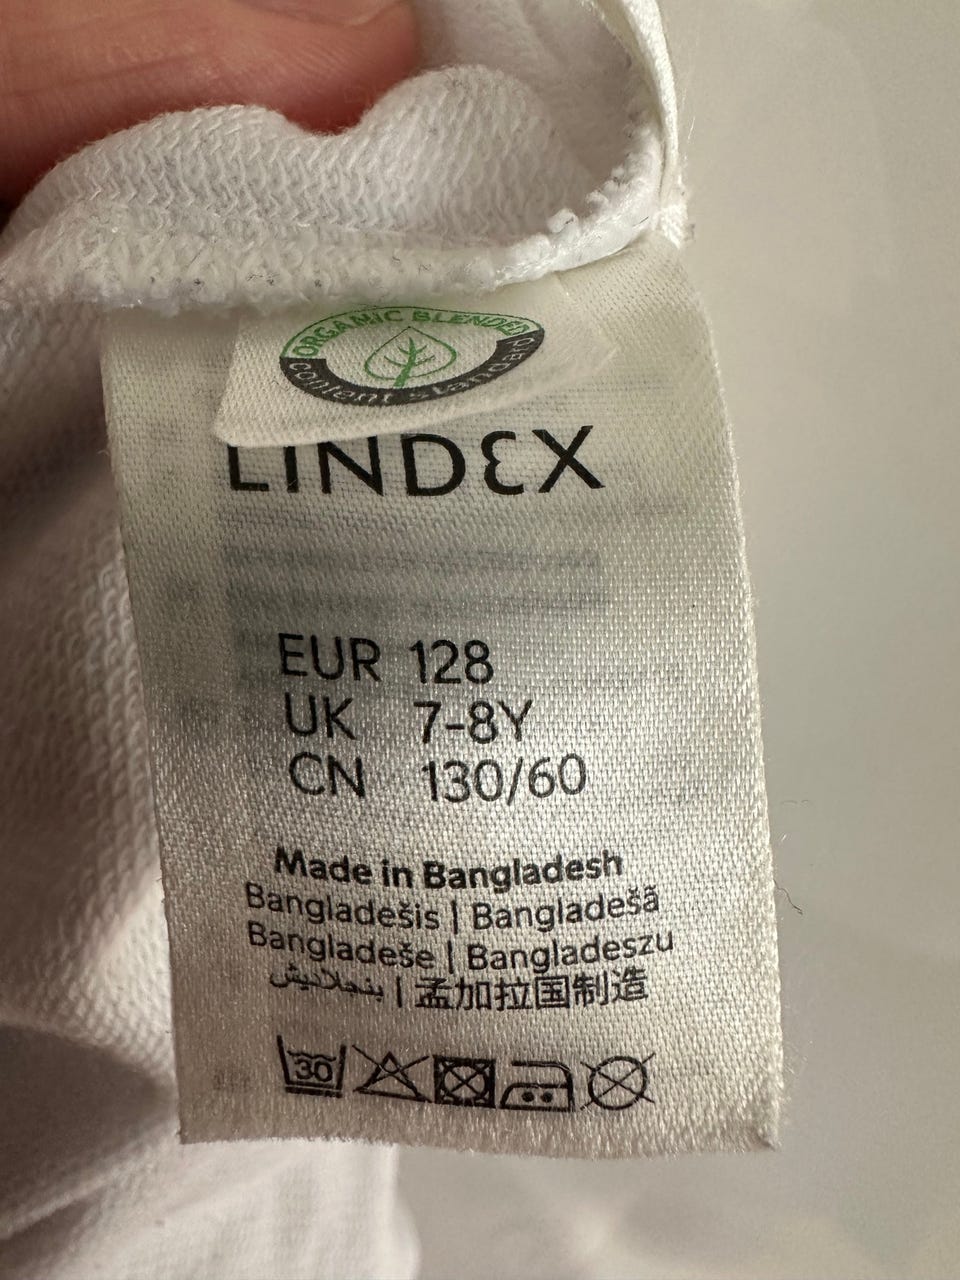 ORGANIC BLENDED
content standard
LINDEX
EUR 128
UK 7-8Y
CN 130/60
Made in Bangladesh
Bangladešis | Bangladešā
Bangladeše | Bangladeszu
بنجلاديش | 孟加拉国制造
30